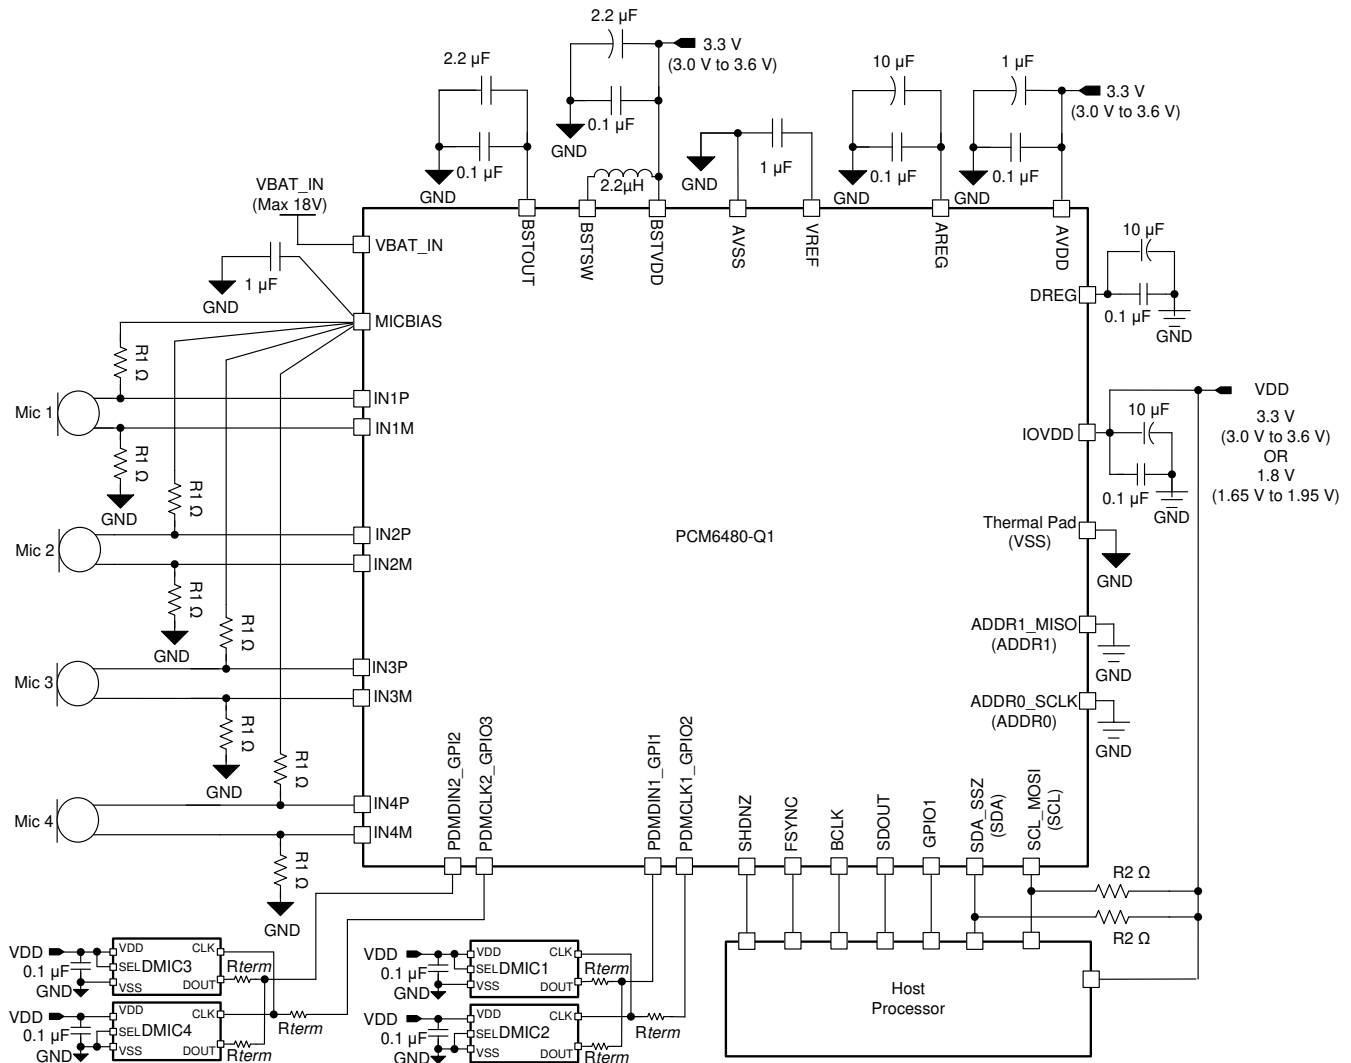 2.2 µF
3.3 V
(3.0 V to 3.6 V)
0.1 µF
GND
2.2 µF
0.1 µF
GND
2.2µH
GND
1 µF
10 µF
0.1 µF
GND
1 µF
3.3 V
(3.0 V to 3.6 V)
0.1 µF
GND
VBAT_IN
(Max 18V)
VBAT_IN
BSTOUT
BSTSW
BSTVDD
AVSS
VREF
AREG
AVDD
1 µF
GND
MICBIAS
10 µF
DREG
0.1 µF
GND
R1 Ω
Mic 1
IN1P
IN1M
R1 Ω
GND
VDD
3.3 V
(3.0 V to 3.6 V)
OR
1.8 V
(1.65 V to 1.95 V)
10 µF
IOVDD
0.1 µF
GND
R1 Ω
Mic 2
IN2P
IN2M
R1 Ω
GND
PCM6480-Q1
Thermal Pad
(VSS)
GND
R1 Ω
Mic 3
IN3P
IN3M
R1 Ω
GND
ADDR1_MISO
(ADDR1)
GND
ADDR0_SCLK
(ADDR0)
GND
R1 Ω
Mic 4
IN4P
IN4M
R1 Ω
GND
PDMDIN2_GPI2
PDMCLK2_GPIO3
PDMDIN1_GPI1
PDMCLK1_GPIO2
SHDNZ
FSYNC
BCLK
SDOUT
GPIO1
SDA_SSZ
(SDA)
SCL_MOSI
(SCL)
R2 Ω
R2 Ω
VDD
0.1 µF
GND
VDD
SEL
VSS
DMIC3
CLK
DOUT
Rterm
VDD
0.1 µF
GND
VDD
SEL
VSS
DMIC4
CLK
DOUT
Rterm
Rterm
VDD
0.1 µF
GND
VDD
SEL
VSS
DMIC1
CLK
DOUT
Rterm
VDD
0.1 µF
GND
VDD
SEL
VSS
DMIC2
CLK
DOUT
Rterm
Rterm
Host
Processor